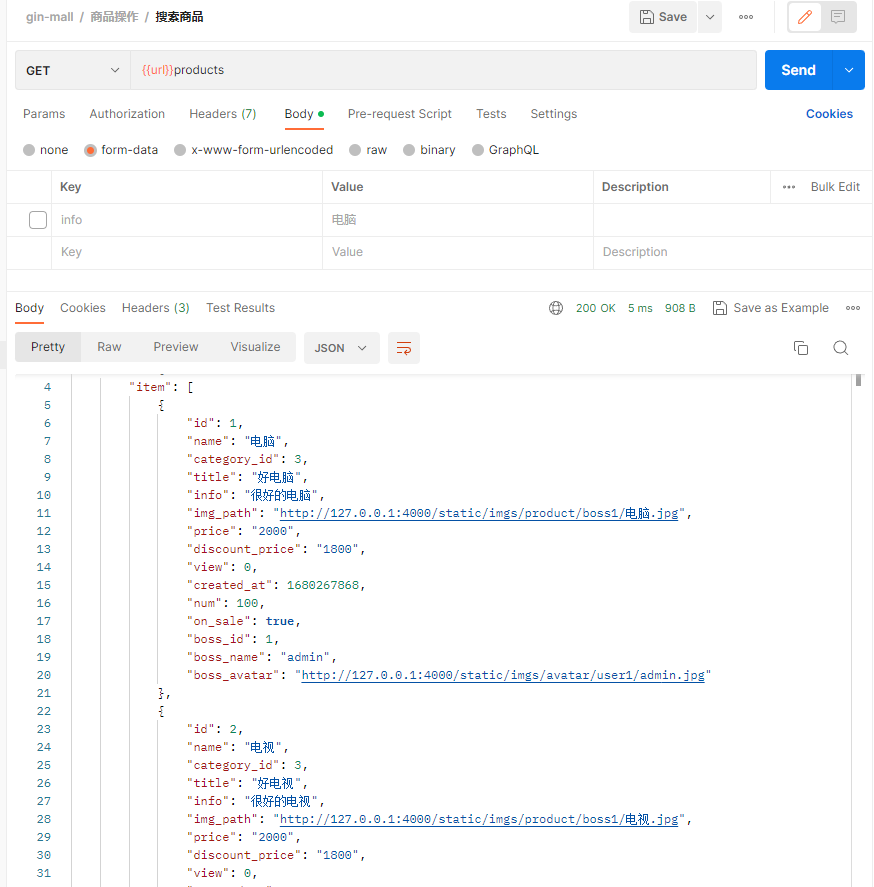 gin-mall / 商品操作 / 搜索商品 Save
GET {{url}}products Send
Params Authorization Headers (7) Body Pre-request Script Tests Settings Cookies
none form-data x-www-form-urlencoded raw binary GraphQL
Key Value Description Bulk Edit
info 电脑
Key Value Description
Body Cookies Headers (3) Test Results 200 OK 5 ms 908 B Save as Example
Pretty Raw Preview Visualize JSON
4 "item": [
5 {
6 "id": 1,
7 "name": "电脑",
8 "category_id": 3,
9 "title": "好电脑",
10 "info": "很好的电脑",
11 "img_path": "http://127.0.0.1:4000/static/imgs/product/boss1/电脑.jpg",
12 "price": "2000",
13 "discount_price": "1800",
14 "view": 0,
15 "created_at": 1680267868,
16 "num": 100,
17 "on_sale": true,
18 "boss_id": 1,
19 "boss_name": "admin",
20 "boss_avatar": "http://127.0.0.1:4000/static/imgs/avatar/user1/admin.jpg"
21 },
22 {
23 "id": 2,
24 "name": "电视",
25 "category_id": 3,
26 "title": "好电视",
27 "info": "很好的电视",
28 "img_path": "http://127.0.0.1:4000/static/imgs/product/boss1/电视.jpg",
29 "price": "2000",
30 "discount_price": "1800",
31 "view": 0,